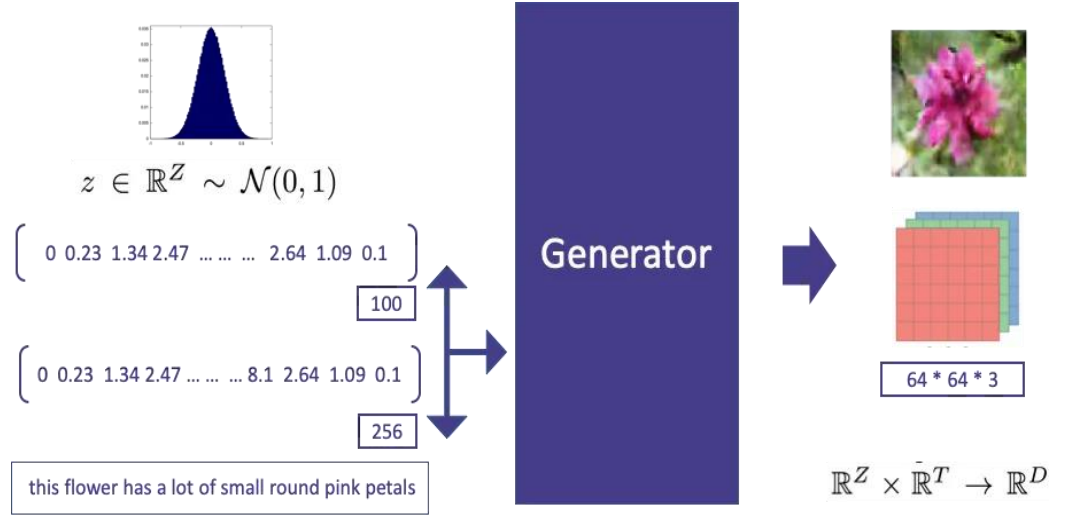 z ∈ ℝ^Z ~ 𝒩(0, 1)
0 0.23 1.34 2.47 ... ... ... 2.64 1.09 0.1
100
0 0.23 1.34 2.47 ... ... ... 8.1 2.64 1.09 0.1
256
this flower has a lot of small round pink petals
Generator
64 * 64 * 3
ℝ^Z × ℝ^T → ℝ^D